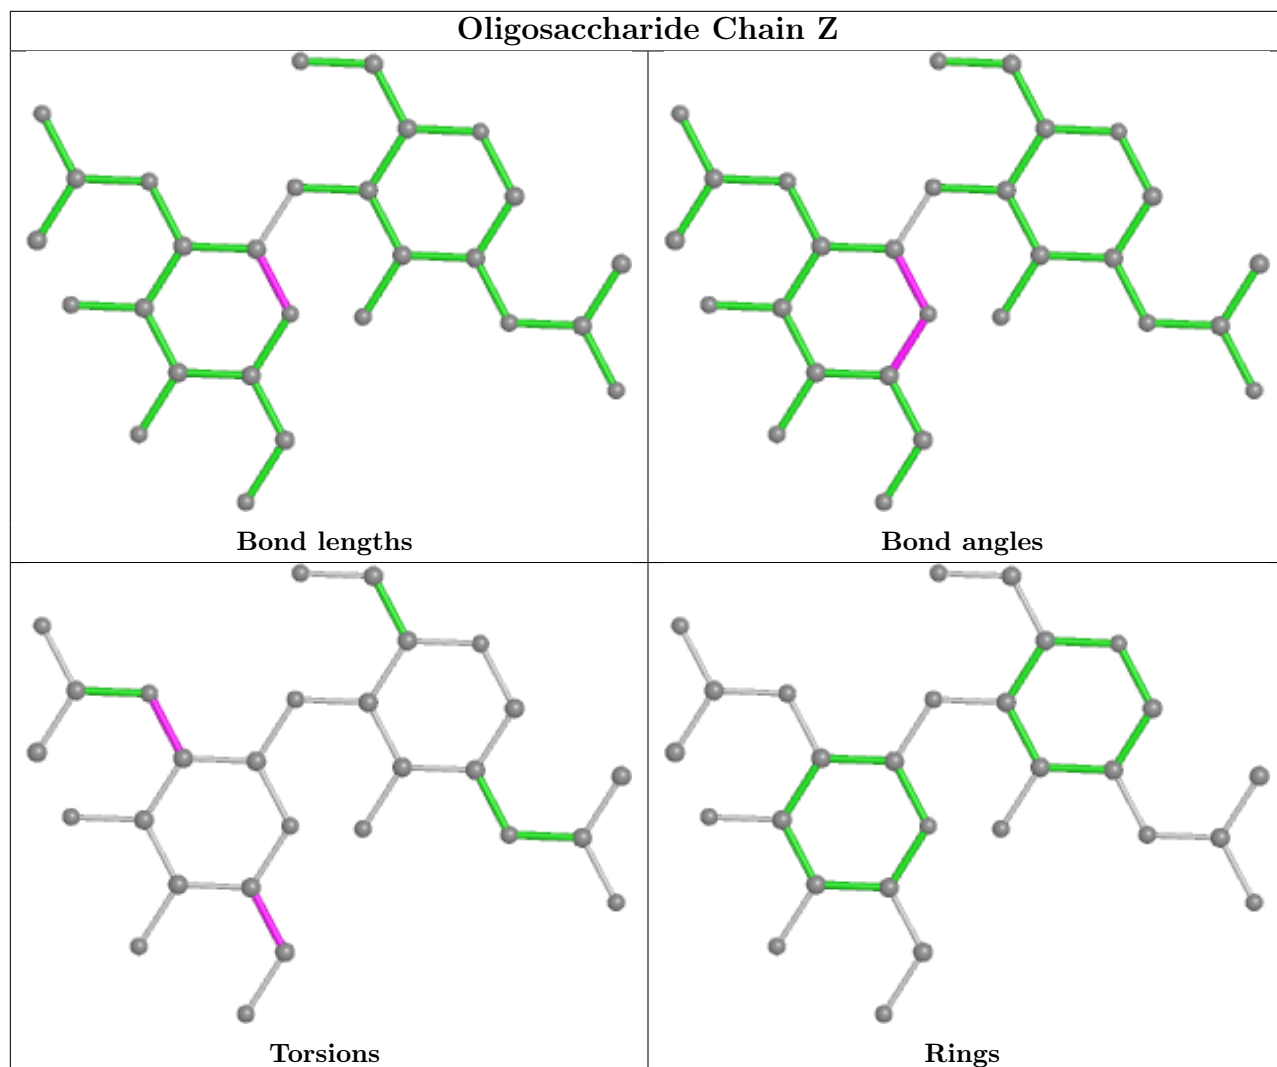 Oligosaccharide Chain Z
Bond lengths
Bond angles
Torsions
Rings